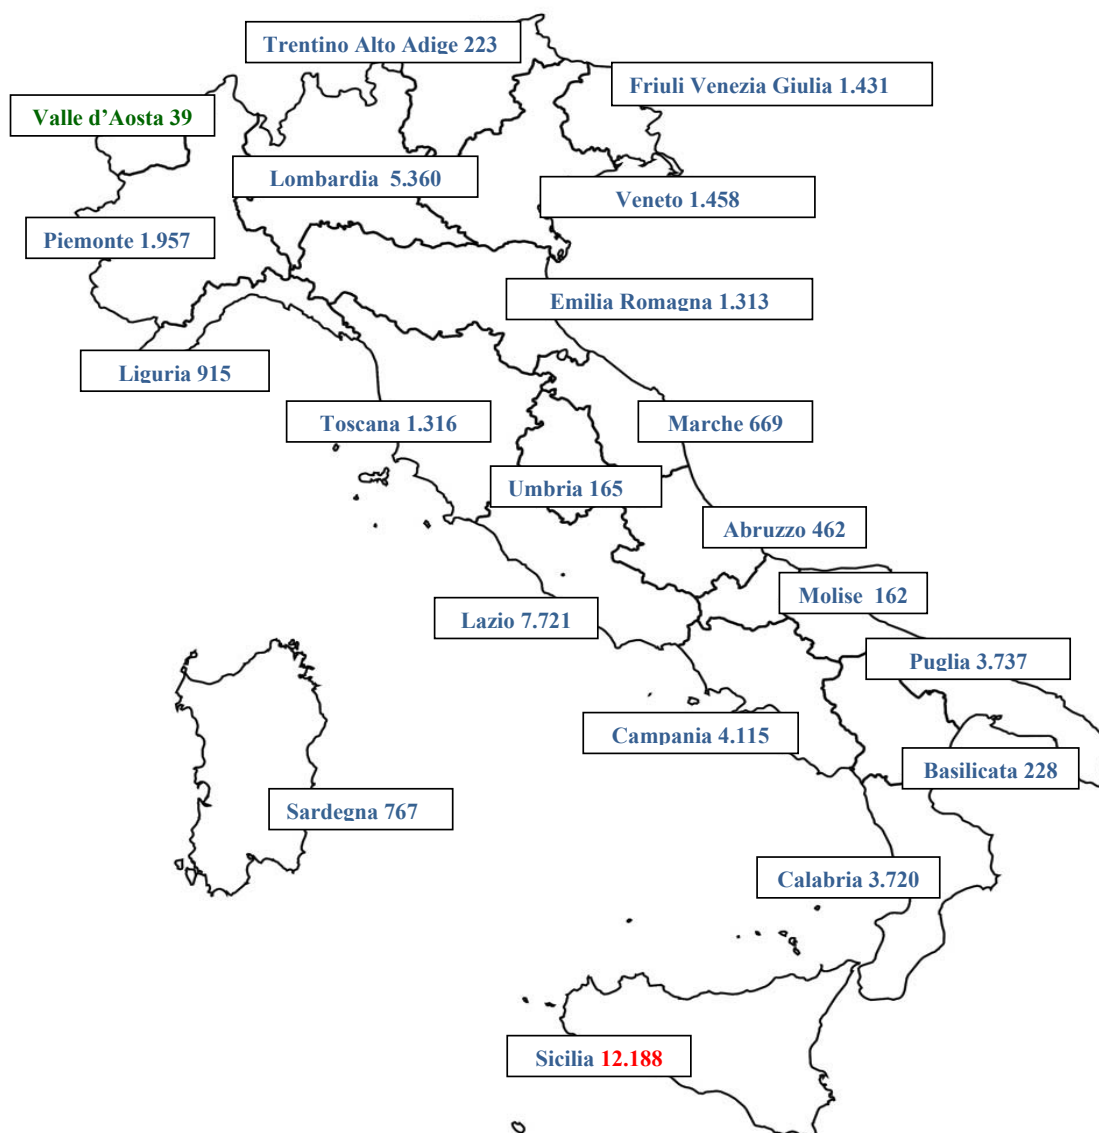 Trentino Alto Adige 223
Friuli Venezia Giulia 1.431
Valle d’Aosta 39
Lombardia 5.360
Veneto 1.458
Piemonte 1.957
Emilia Romagna 1.313
Liguria 915
Toscana 1.316
Marche 669
Umbria 165
Abruzzo 462
Molise 162
Lazio 7.721
Puglia 3.737
Campania 4.115
Basilicata 228
Sardegna 767
Calabria 3.720
Sicilia 12.188